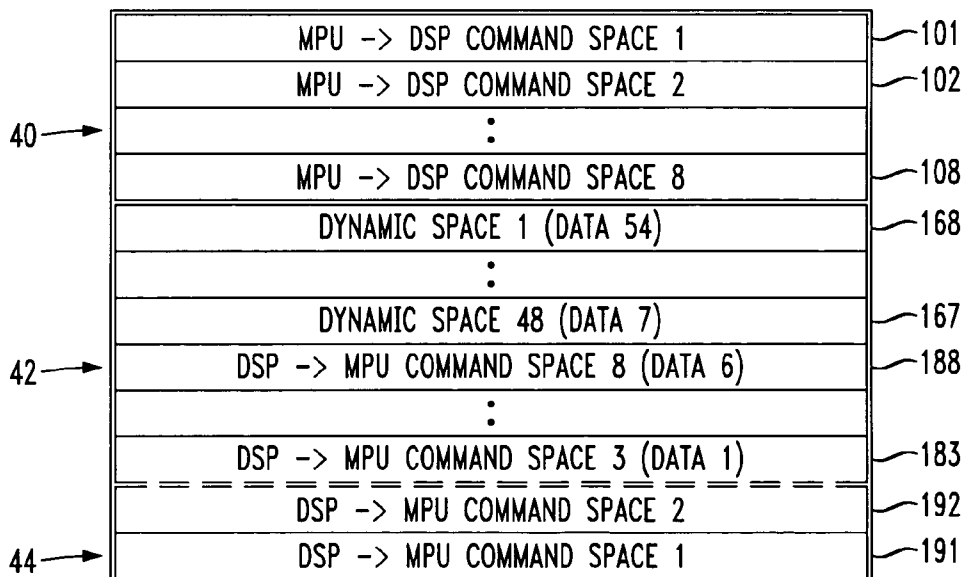 MPU -> DSP COMMAND SPACE 1 101
MPU -> DSP COMMAND SPACE 2 102
40
MPU -> DSP COMMAND SPACE 8 108
DYNAMIC SPACE 1 (DATA 54) 168
DYNAMIC SPACE 48 (DATA 7) 167
42 DSP -> MPU COMMAND SPACE 8 (DATA 6) 188
DSP -> MPU COMMAND SPACE 3 (DATA 1) 183
DSP -> MPU COMMAND SPACE 2 192
44 DSP -> MPU COMMAND SPACE 1 191